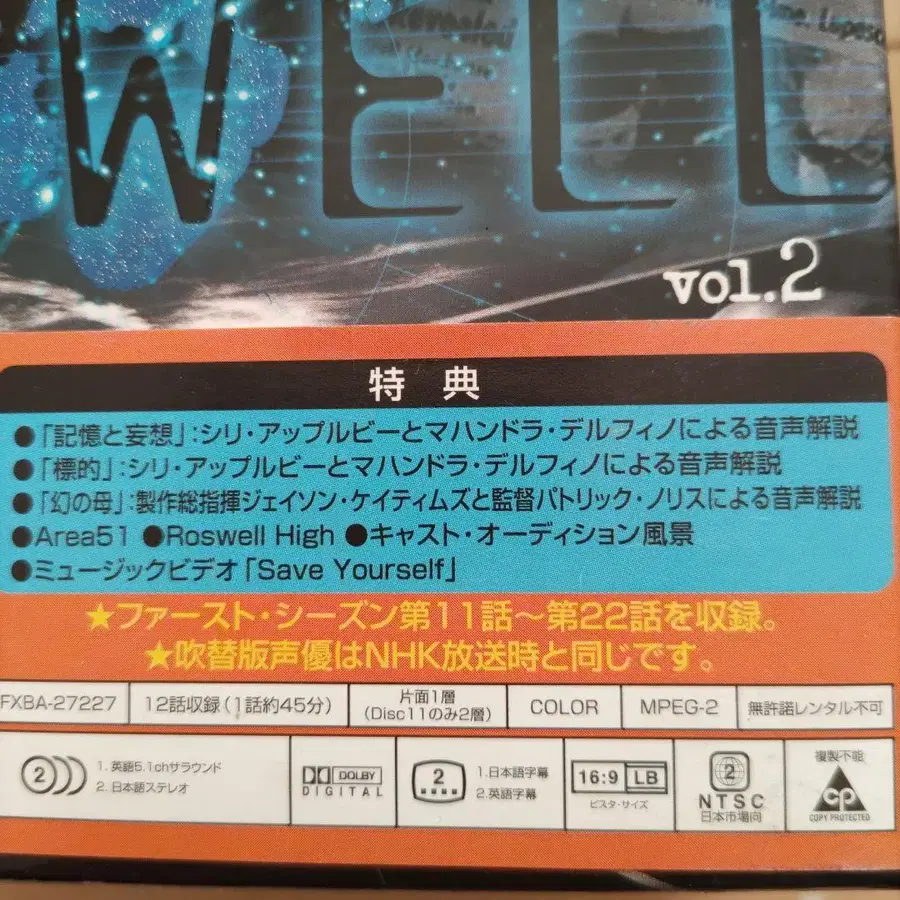 WELL
vol.2
特 典
●「記憶と妄想」:シリ・アップルビーとマハンドラ・デルフィノによる音声解説
●「標的」:シリ・アップルビーとマハンドラ・デルフィノによる音声解説
●「幻の母」:製作総指揮ジェイソン・ケイティムズと監督パトリック・ノリスによる音声解説
●Area51 ●Roswell High ●キャスト・オーディション風景
●ミュージックビデオ「Save Yourself」
★ファースト・シーズン第11話～第22話を収録。
★吹替版声優はNHK放送時と同じです。
FXBA-27227 12話収録(1話約45分) 片面1層 (Disc11のみ2層) COLOR MPEG-2 無許諾レンタル不可
2 1.英語5.1chサラウンド
2.日本語ステレオ
DOLBY
DIGITAL
2 1.日本語字幕
2.英語字幕
16:9 LB
ビスタ・サイズ
2
NTSC
日本市場向
複製不能
CP
COPY PROTECTED